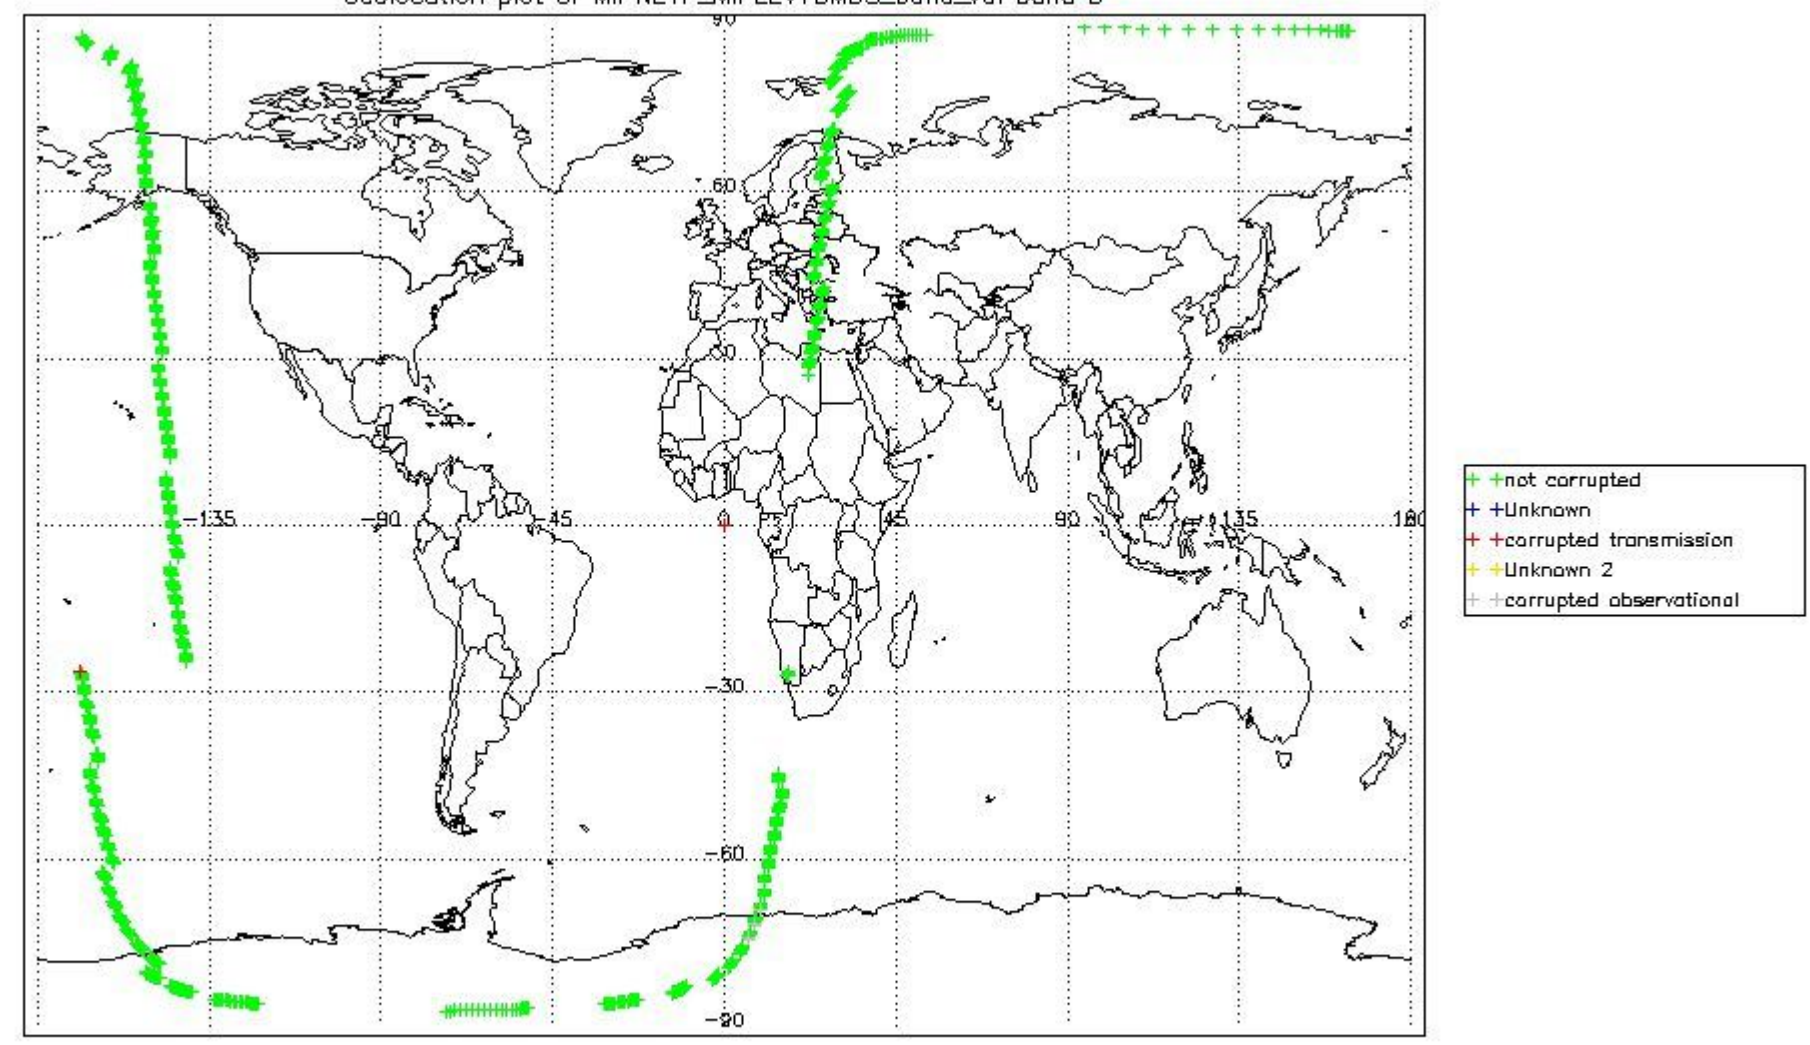 90
60
30
-135
-90
-45
0
45
90
135
180
-30
-60
-90
not corrupted
Unknown
corrupted transmission
Unknown 2
corrupted observational